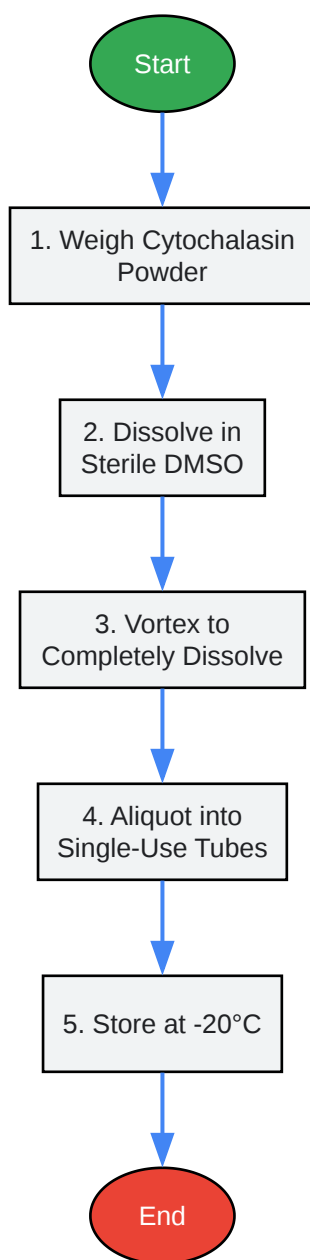 Start
1. Weigh Cytochalasin
Powder
2. Dissolve in
Sterile DMSO
3. Vortex to
Completely Dissolve
4. Aliquot into
Single-Use Tubes
5. Store at -20°C
End